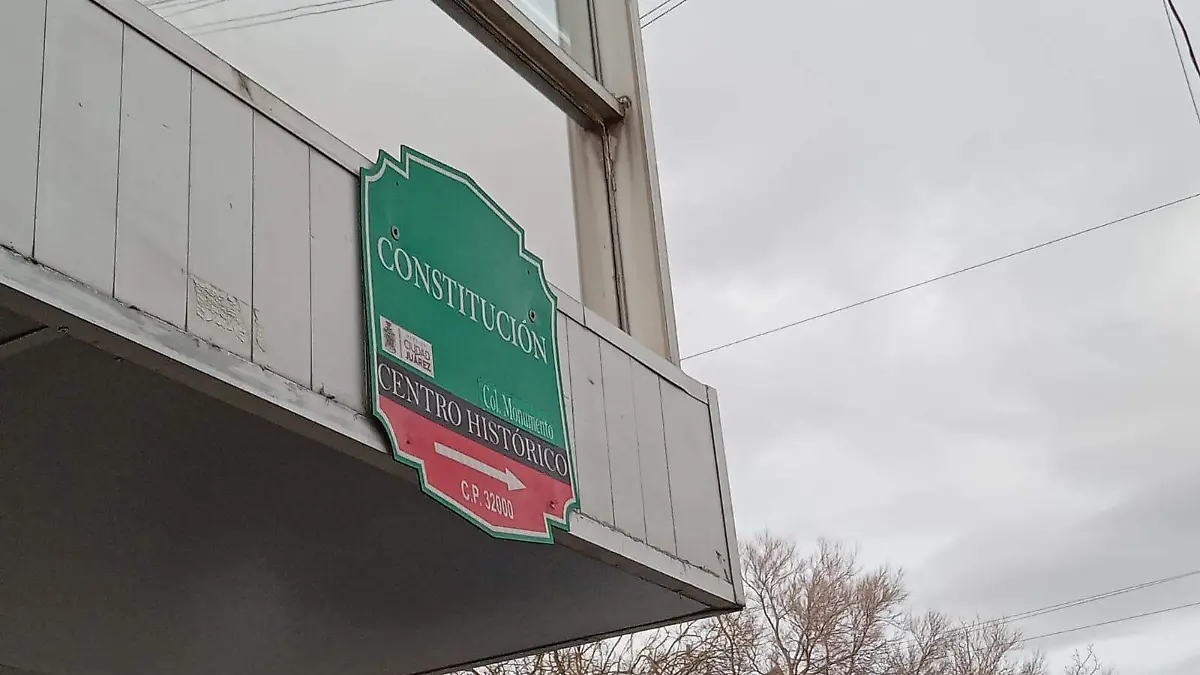 CONSTITUCIÓN
CIUDAD
JUÁREZ
Col. Monumento
CENTRO HISTÓRICO
C.P. 32000